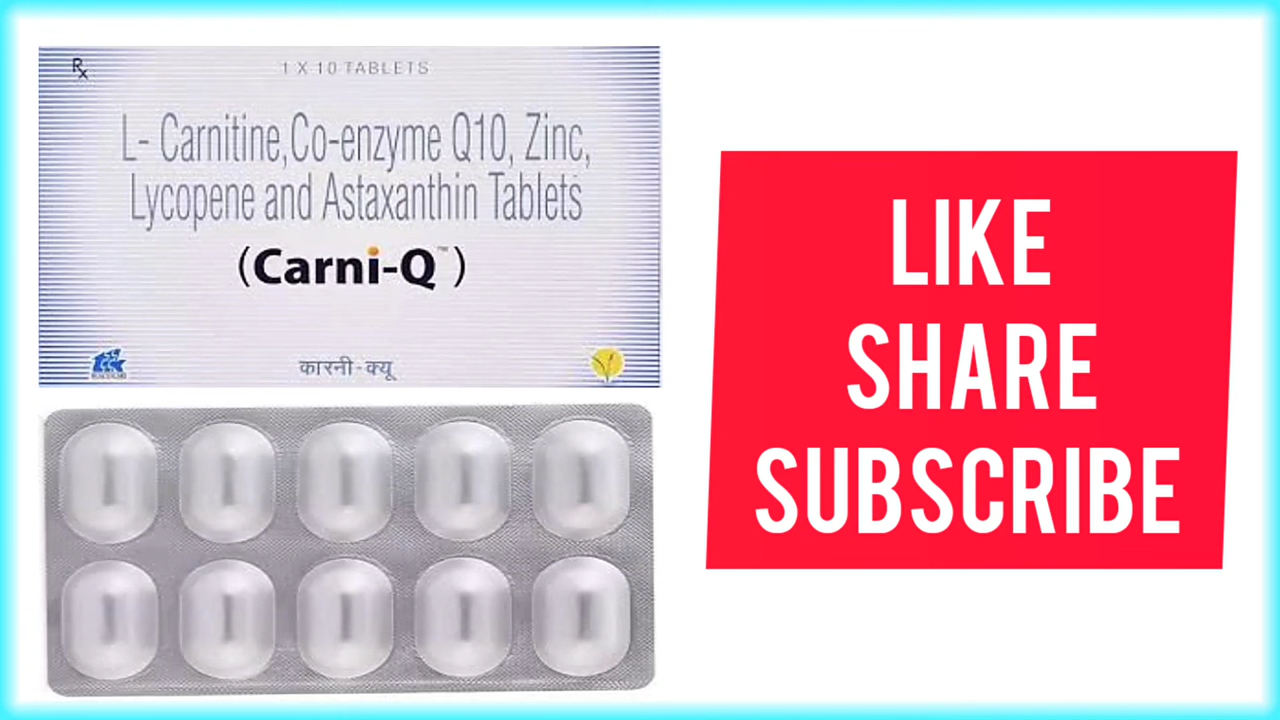 Rx
1 X 10 TABLETS
L- Carnitine,Co-enzyme Q10, Zinc,
Lycopene and Astaxanthin Tablets
(Carni-Q™)
कारनी-क्यू
LIKE
SHARE
SUBSCRIBE